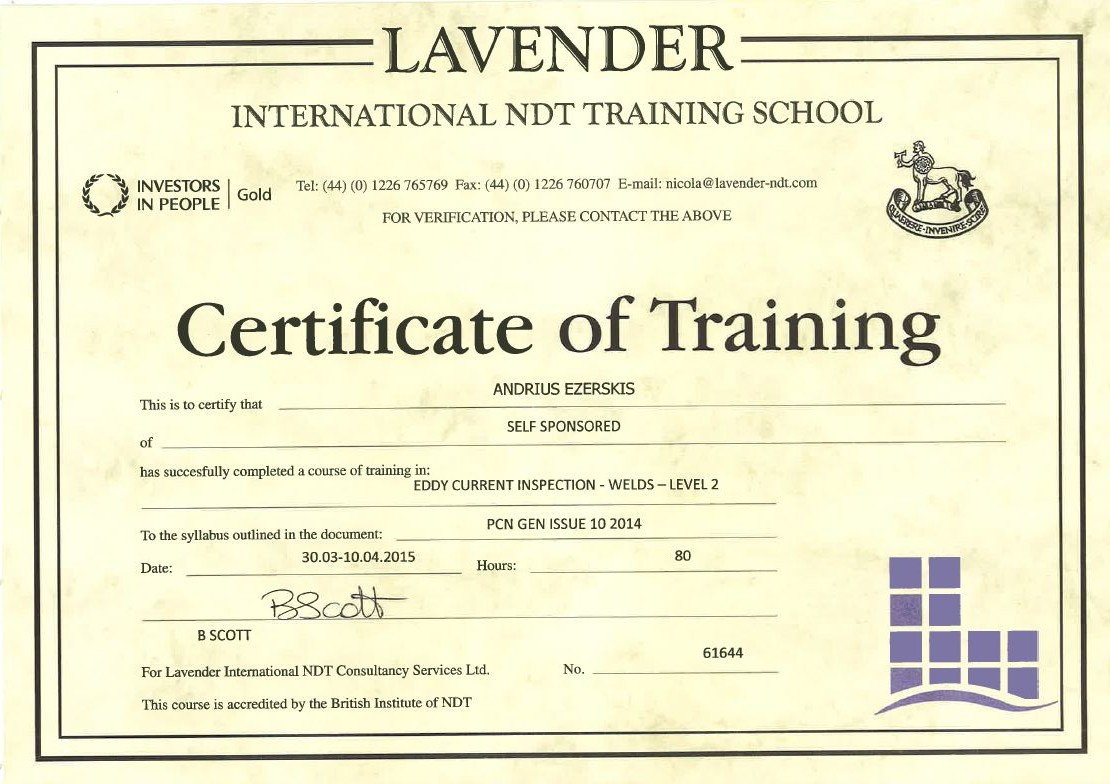 LAVENDER
INTERNATIONAL NDT TRAINING SCHOOL
INVESTORS IN PEOPLE | Gold
Tel: (44) (0) 1226 765769 Fax: (44) (0) 1226 760707 E-mail: nicola@lavender-ndt.com
FOR VERIFICATION, PLEASE CONTACT THE ABOVE
QUAERERE·INVENIRE·SCIRE
Certificate of Training
This is to certify that ANDRIUS EZERSKIS
of SELF SPONSORED
has succesfully completed a course of training in:
EDDY CURRENT INSPECTION - WELDS – LEVEL 2
To the syllabus outlined in the document: PCN GEN ISSUE 10 2014
Date: 30.03-10.04.2015 Hours: 80
BScott
B SCOTT
For Lavender International NDT Consultancy Services Ltd. No. 61644
This course is accredited by the British Institute of NDT